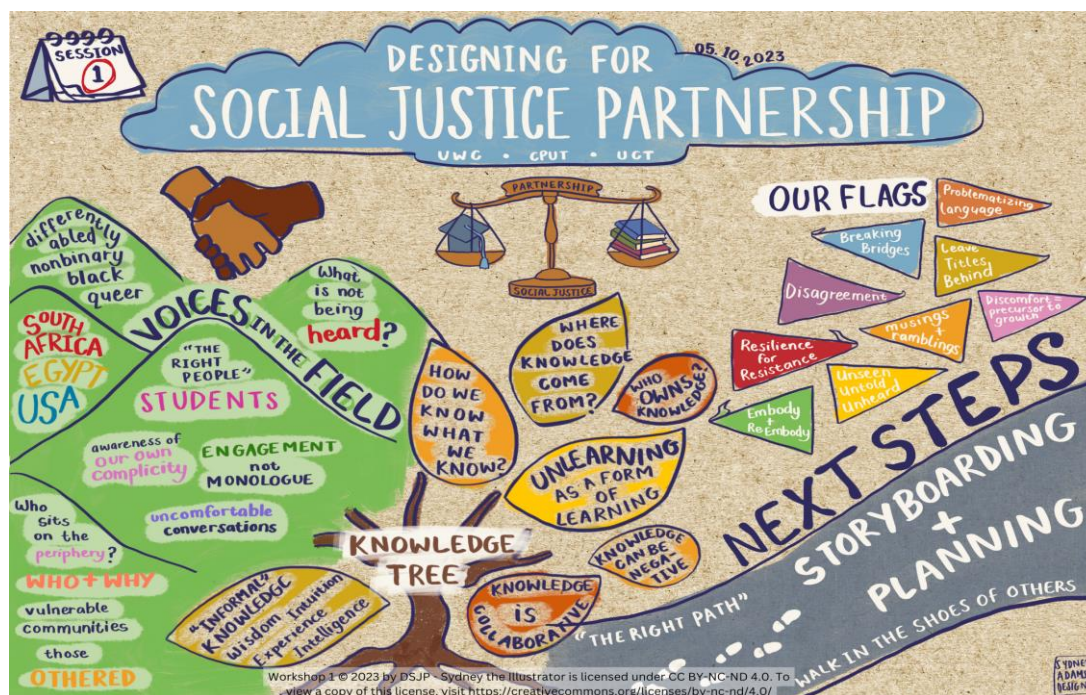 SESSION
1
DESIGNING FOR
05.10.2023
SOCIAL JUSTICE PARTNERSHIP
UWC • CPUT • UCT
PARTNERSHIP
SOCIAL JUSTICE
differently
abled
nonbinary
black
queer
VOICES IN THE FIELD
What
is not
being
heard?
SOUTH
AFRICA
EGYPT
USA
"THE
RIGHT
PEOPLE"
STUDENTS
awareness of
our own
complicity
ENGAGEMENT
not
MONOLOGUE
uncomfortable
conversations
Who
sits
on the
periphery?
WHO + WHY
vulnerable
communities
those
OTHERED
HOW
DO WE
KNOW
WHAT
WE
KNOW?
WHERE
DOES
KNOWLEDGE
COME
FROM?
WHO
OWNS
KNOWLEDGE?
UNLEARNING
AS A FORM
OF
LEARNING
KNOWLEDGE
CAN BE
NEGA-
TIVE
KNOWLEDGE
TREE
KNOWLEDGE
IS
COLLABORATIVE
"INFORMAL"
KNOWLEDGE
Wisdom Intuition
Experience
Intelligence
OUR FLAGS
Problematizing
language
Breaking
Bridges
Leave
Titles
Behind
Disagreement
Discomfort =
precursor to
growth
musings +
ramblings
Resilience
for
Resistance
Unseen
Untold
Unheard
Embody
+
Re Embody
NEXT STEPS
STORYBOARDING
+
PLANNING
"THE RIGHT PATH"
WALK IN THE SHOES OF OTHERS
SYDNEY
ADAMS
DESIGN
Workshop 1 © 2023 by DSJP - Sydney the Illustrator is licensed under CC BY-NC-ND 4.0. To
view a copy of this license, visit https://creativecommons.org/licenses/by-nc-nd/4.0/